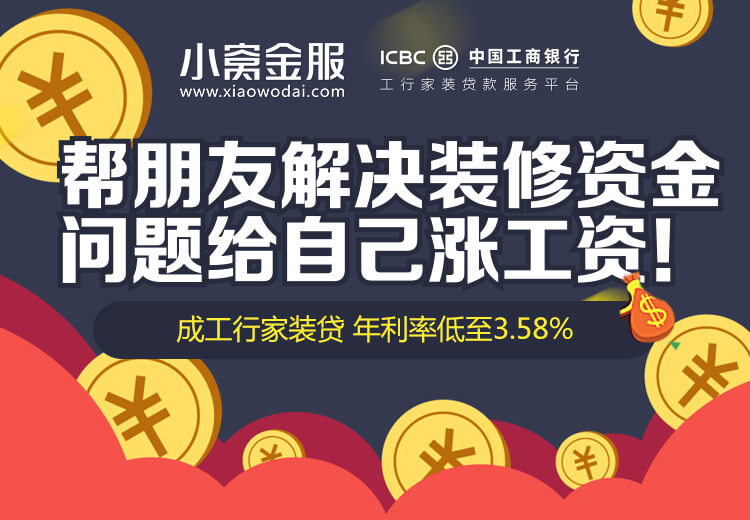 小窝金服
www.xiaowodai.com
ICBC 中国工商银行
工行家装贷款服务平台
帮朋友解决装修资金
问题给自己涨工资!
成工行家装贷 年利率低至3.58%